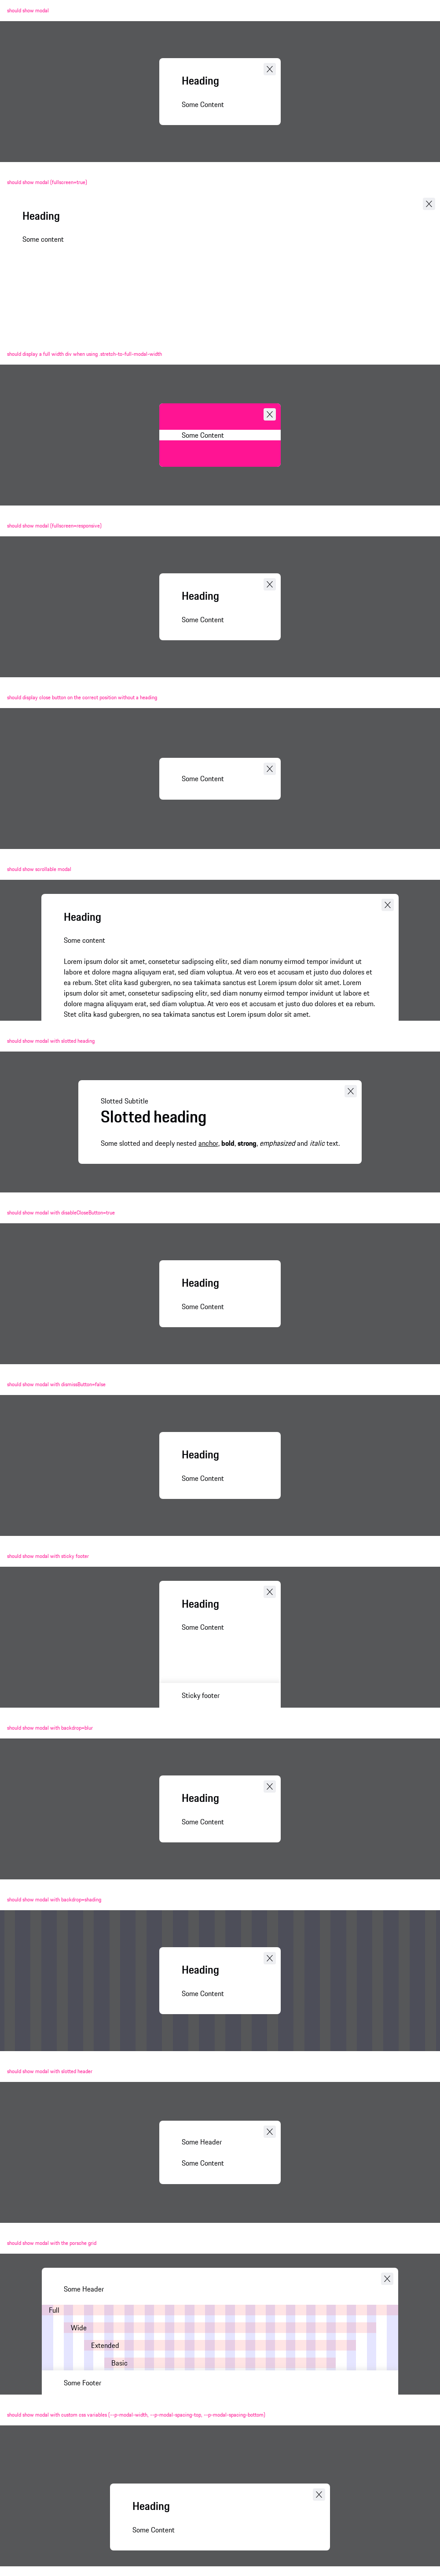 should show modal
Heading
Some Content
should show modal [fullscreen=true]
Heading
Some content
should display a full width div when using .stretch-to-full-modal-width
Some Content
should show modal [fullscreen=responsive]
Heading
Some Content
should display close button on the correct position without a heading.
Some Content
should show scrollable modal
Heading
Some content
Lorem ipsum dolor sit amet, consetetur sadipscing elitr, sed diam nonumy eirmod tempor invidunt ut
labore et dolore magna aliquyam erat, sed diam voluptua. At vero eos et accusam et justo duo dolores et
ea rebum. Stet clita kasd gubergren, no sea takimata sanctus est Lorem ipsum dolor sit amet. Lorem
ipsum dolor sit amet, consetetur sadipscing elitr, sed diam nonumy eirmod tempor invidunt ut labore et
dolore magna aliquyam erat, sed diam voluptua. At vero eos et accusam et justo duo dolores et ea rebum.
Stet clita kasd gubergren, no sea takimata sanctus est Lorem ipsum dolor sit amet.
should show modal with slotted heading
Slotted Subtitle
Slotted heading
Some slotted and deeply nested anchor, bold, strong, emphasized and italic text.
should show modal with disableCloseButton=true
Heading
Some Content
should show modal with dismissButton=false
Heading
Some Content
should show modal with sticky footer
Heading
Some Content
Sticky footer
should show modal with backdrop=blur
Heading
Some Content
should show modal with backdrop=shading
Heading
Some Content
should show modal with slotted header
Some Header
Some Content
should show modal with the porsche grid
Some Header
Full
Wide
Extended
Basic
Some Footer
should show modal with custom css variables [--p-modal-width, --p-modal-spacing-top, --p-modal-spacing-bottom]
Heading
Some Content